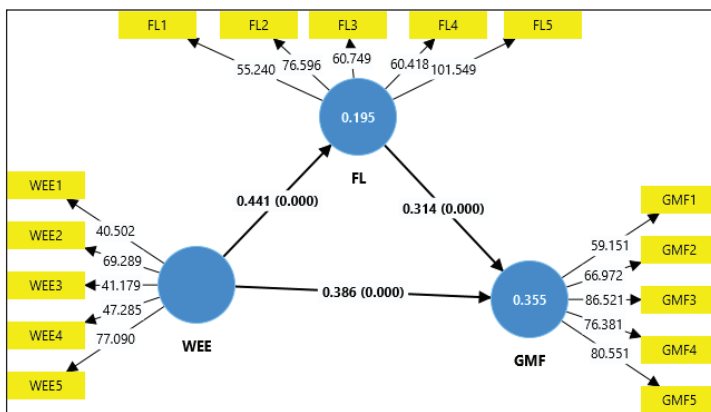 FL1 FL2 FL3 FL4 FL5
55.240 76.596 60.749 60.418 101.549
0.195
FL
WEE1
WEE2
WEE3
WEE4
WEE5
40.502
69.289
41.179
47.285
77.090
WEE
0.441 (0.000)
0.314 (0.000)
0.386 (0.000)
0.355
GMF
59.151
66.972
86.521
76.381
80.551
GMF1
GMF2
GMF3
GMF4
GMF5